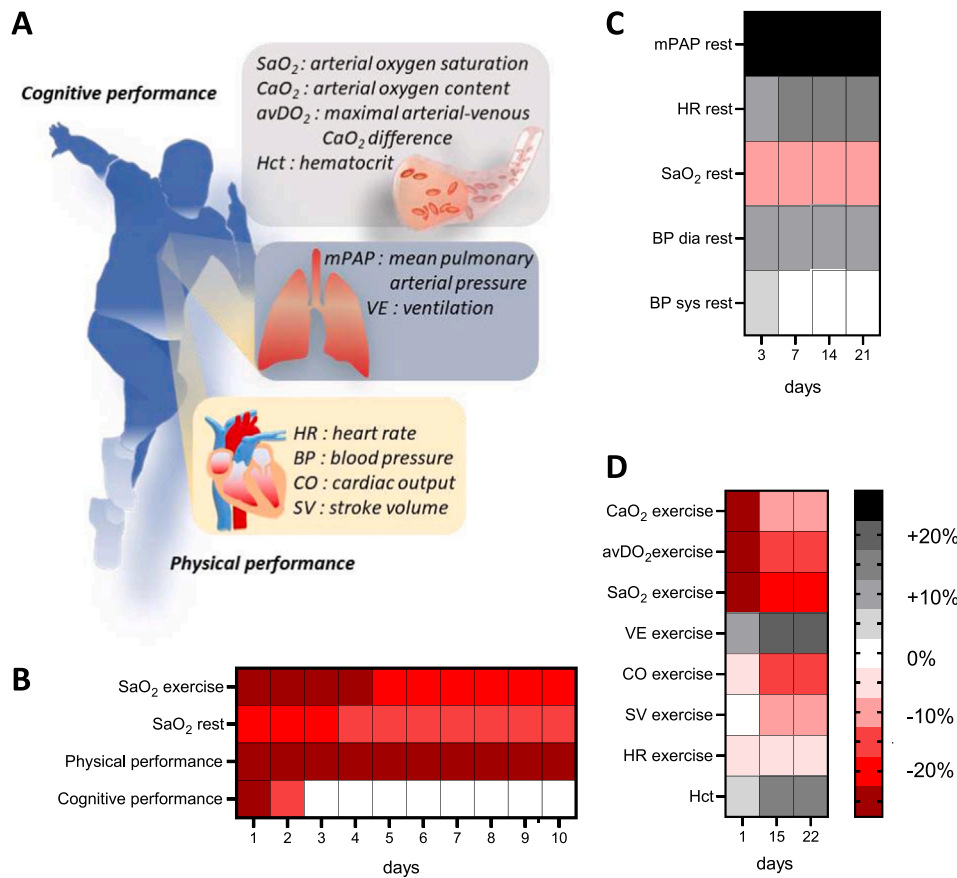 A
Cognitive performance
SaO2 : arterial oxygen saturation
CaO2 : arterial oxygen content
avDO2 : maximal arterial-venous
CaO2 difference
Hct : hematocrit
mPAP : mean pulmonary
arterial pressure
VE : ventilation
HR : heart rate
BP : blood pressure
CO : cardiac output
SV : stroke volume
Physical performance
B
SaO2 exercise
SaO2 rest
Physical performance
Cognitive performance
1 2 3 4 5 6 7 8 9 10
days
C
mPAP rest
HR rest
SaO2 rest
BP dia rest
BP sys rest
3 7 14 21
days
D
CaO2 exercise
avDO2exercise
SaO2 exercise
VE exercise
CO exercise
SV exercise
HR exercise
Hct
1 15 22
days
+20%
+10%
0%
-10%
-20%